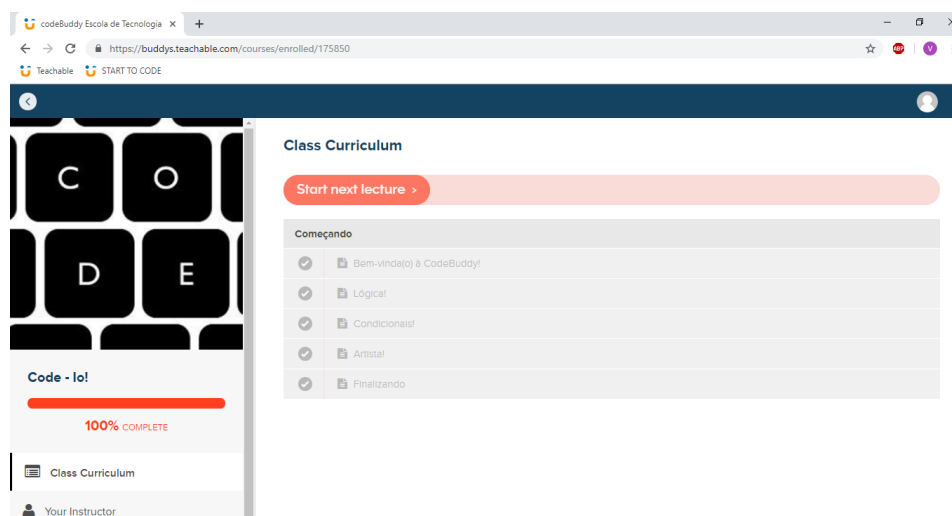 codeBuddy Escola de Tecnologia
https://buddys.teachable.com/courses/enrolled/175850
ABP
V
Teachable
START TO CODE
C O
D E
Code - Io!
100% COMPLETE
Class Curriculum
Your Instructor
Class Curriculum
Start next lecture ›
Começando
Bem-vinda(o) à CodeBuddy!
Lógica!
Condicionais!
Artista!
Finalizando